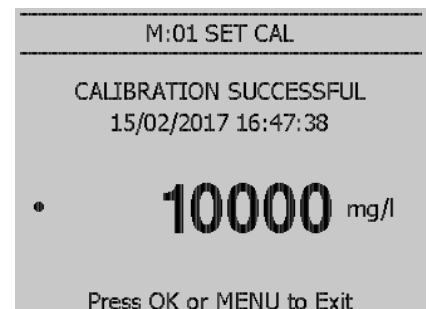 M:01 SET CAL
CALIBRATION SUCCESSFUL
15/02/2017 16:47:38
10000 mg/l
Press OK or MENU to Exit